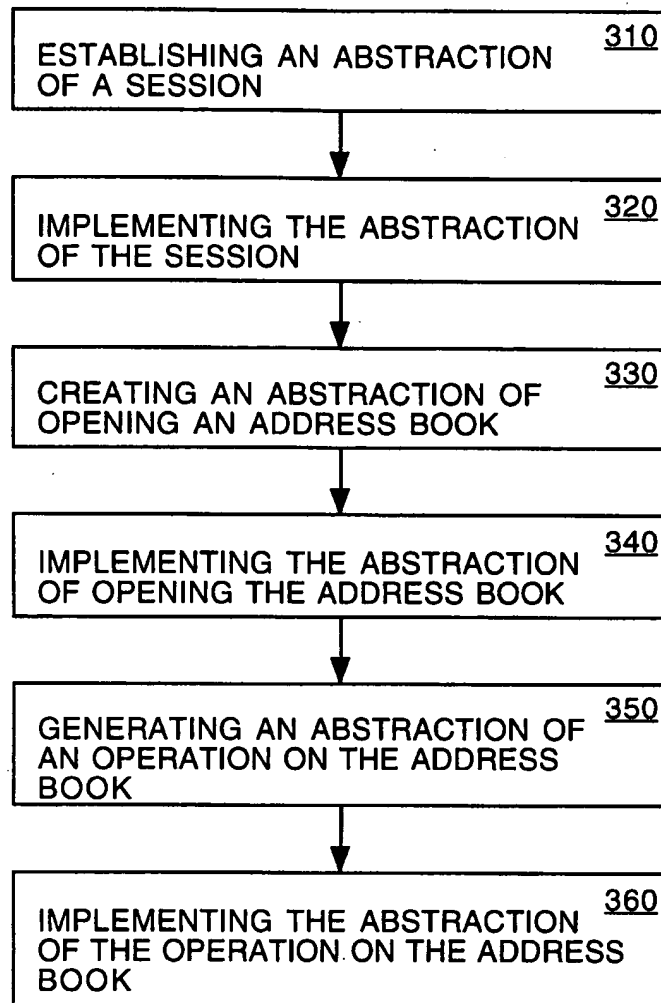 310
ESTABLISHING AN ABSTRACTION
OF A SESSION
320
IMPLEMENTING THE ABSTRACTION
OF THE SESSION
330
CREATING AN ABSTRACTION OF
OPENING AN ADDRESS BOOK
340
IMPLEMENTING THE ABSTRACTION
OF OPENING THE ADDRESS BOOK
350
GENERATING AN ABSTRACTION OF
AN OPERATION ON THE ADDRESS
BOOK
360
IMPLEMENTING THE ABSTRACTION
OF THE OPERATION ON THE ADDRESS
BOOK